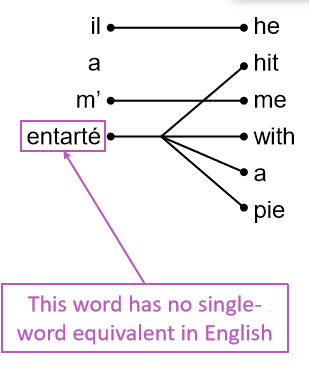 il he
a hit
m’ me
entarté with
a
pie
This word has no single-
word equivalent in English